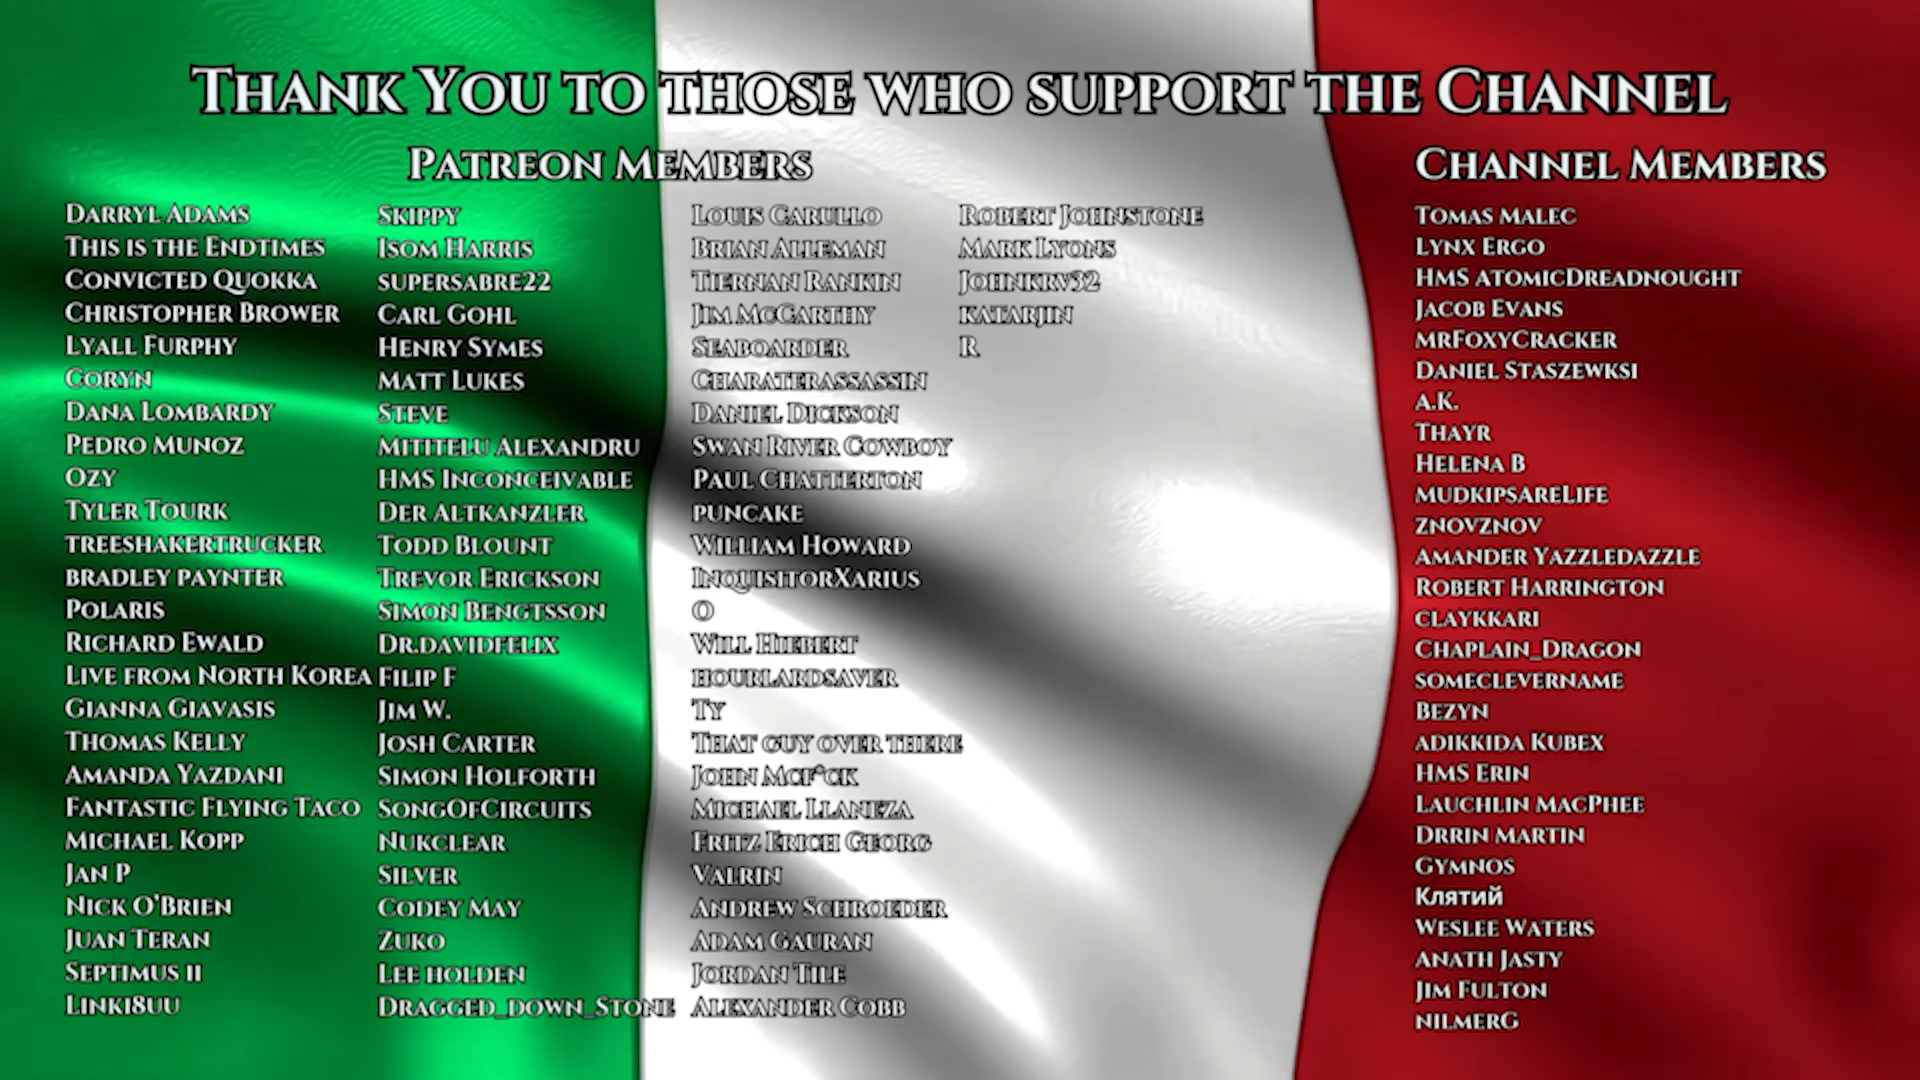 Thank You to those who support the Channel
Patreon Members
Darryl Adams
This is the Endtimes
Convicted Quokka
Christopher Brower
Lyall Furphy
Coryn
Dana Lombardy
Pedro Munoz
Ozy
Tyler Tourk
treeshakertrucker
bradley paynter
Polaris
Richard Ewald
Live from North Korea
Gianna Giavasis
Thomas Kelly
Amanda Yazdani
Fantastic Flying Taco
Michael Kopp
Jan P
Nick O'Brien
Juan Teran
Septimus II
Linki8uu
Skippy
Isom Harris
supersabre22
Carl Gohl
Henry Symes
Matt Lukes
Steve
Mititelu Alexandru
HMS Inconceivable
Der Altkanzler
Todd Blount
Trevor Erickson
Simon Bengtsson
Dr.davidfelix
Filip F
Jim W.
Josh Carter
Simon Holforth
SongOfCircuits
Nukclear
Silver
Codey May
Zuko
Lee holden
Dragged_down_Stone
Louis Carullo
Brian Alleman
Tiernan Rankin
Jim McCarthy
Seaboarder
Charaterassassin
Daniel Dickson
Swan River Cowboy
Paul Chatterton
puncake
William Howard
InquisitorXarius
O
Will Hiebert
hourlardsaver
Ty
That guy over there
John McF*ck
Michael Llaneza
Fritz Erich Georg
Valrin
Andrew Schroeder
Adam Gauran
Jordan Tile
Alexander Cobb
Robert Johnstone
Mark Lyons
Johnkrv32
katarjin
R
Channel Members
Tomas Malec
Lynx Ergo
HMS atomicDreadnought
Jacob Evans
mrFoxyCracker
Daniel Staszewksi
A.K.
Thayr
Helena B
mudkipsareLife
znovznov
Amander Yazzledazzle
Robert Harrington
claykkari
Chaplain_Dragon
someclevername
Bezyn
adikkida Kubex
HMS Erin
Lauchlin MacPhee
Drrin Martin
Gymnos
Клятий
Weslee Waters
Anath Jasty
Jim Fulton
nilmerG